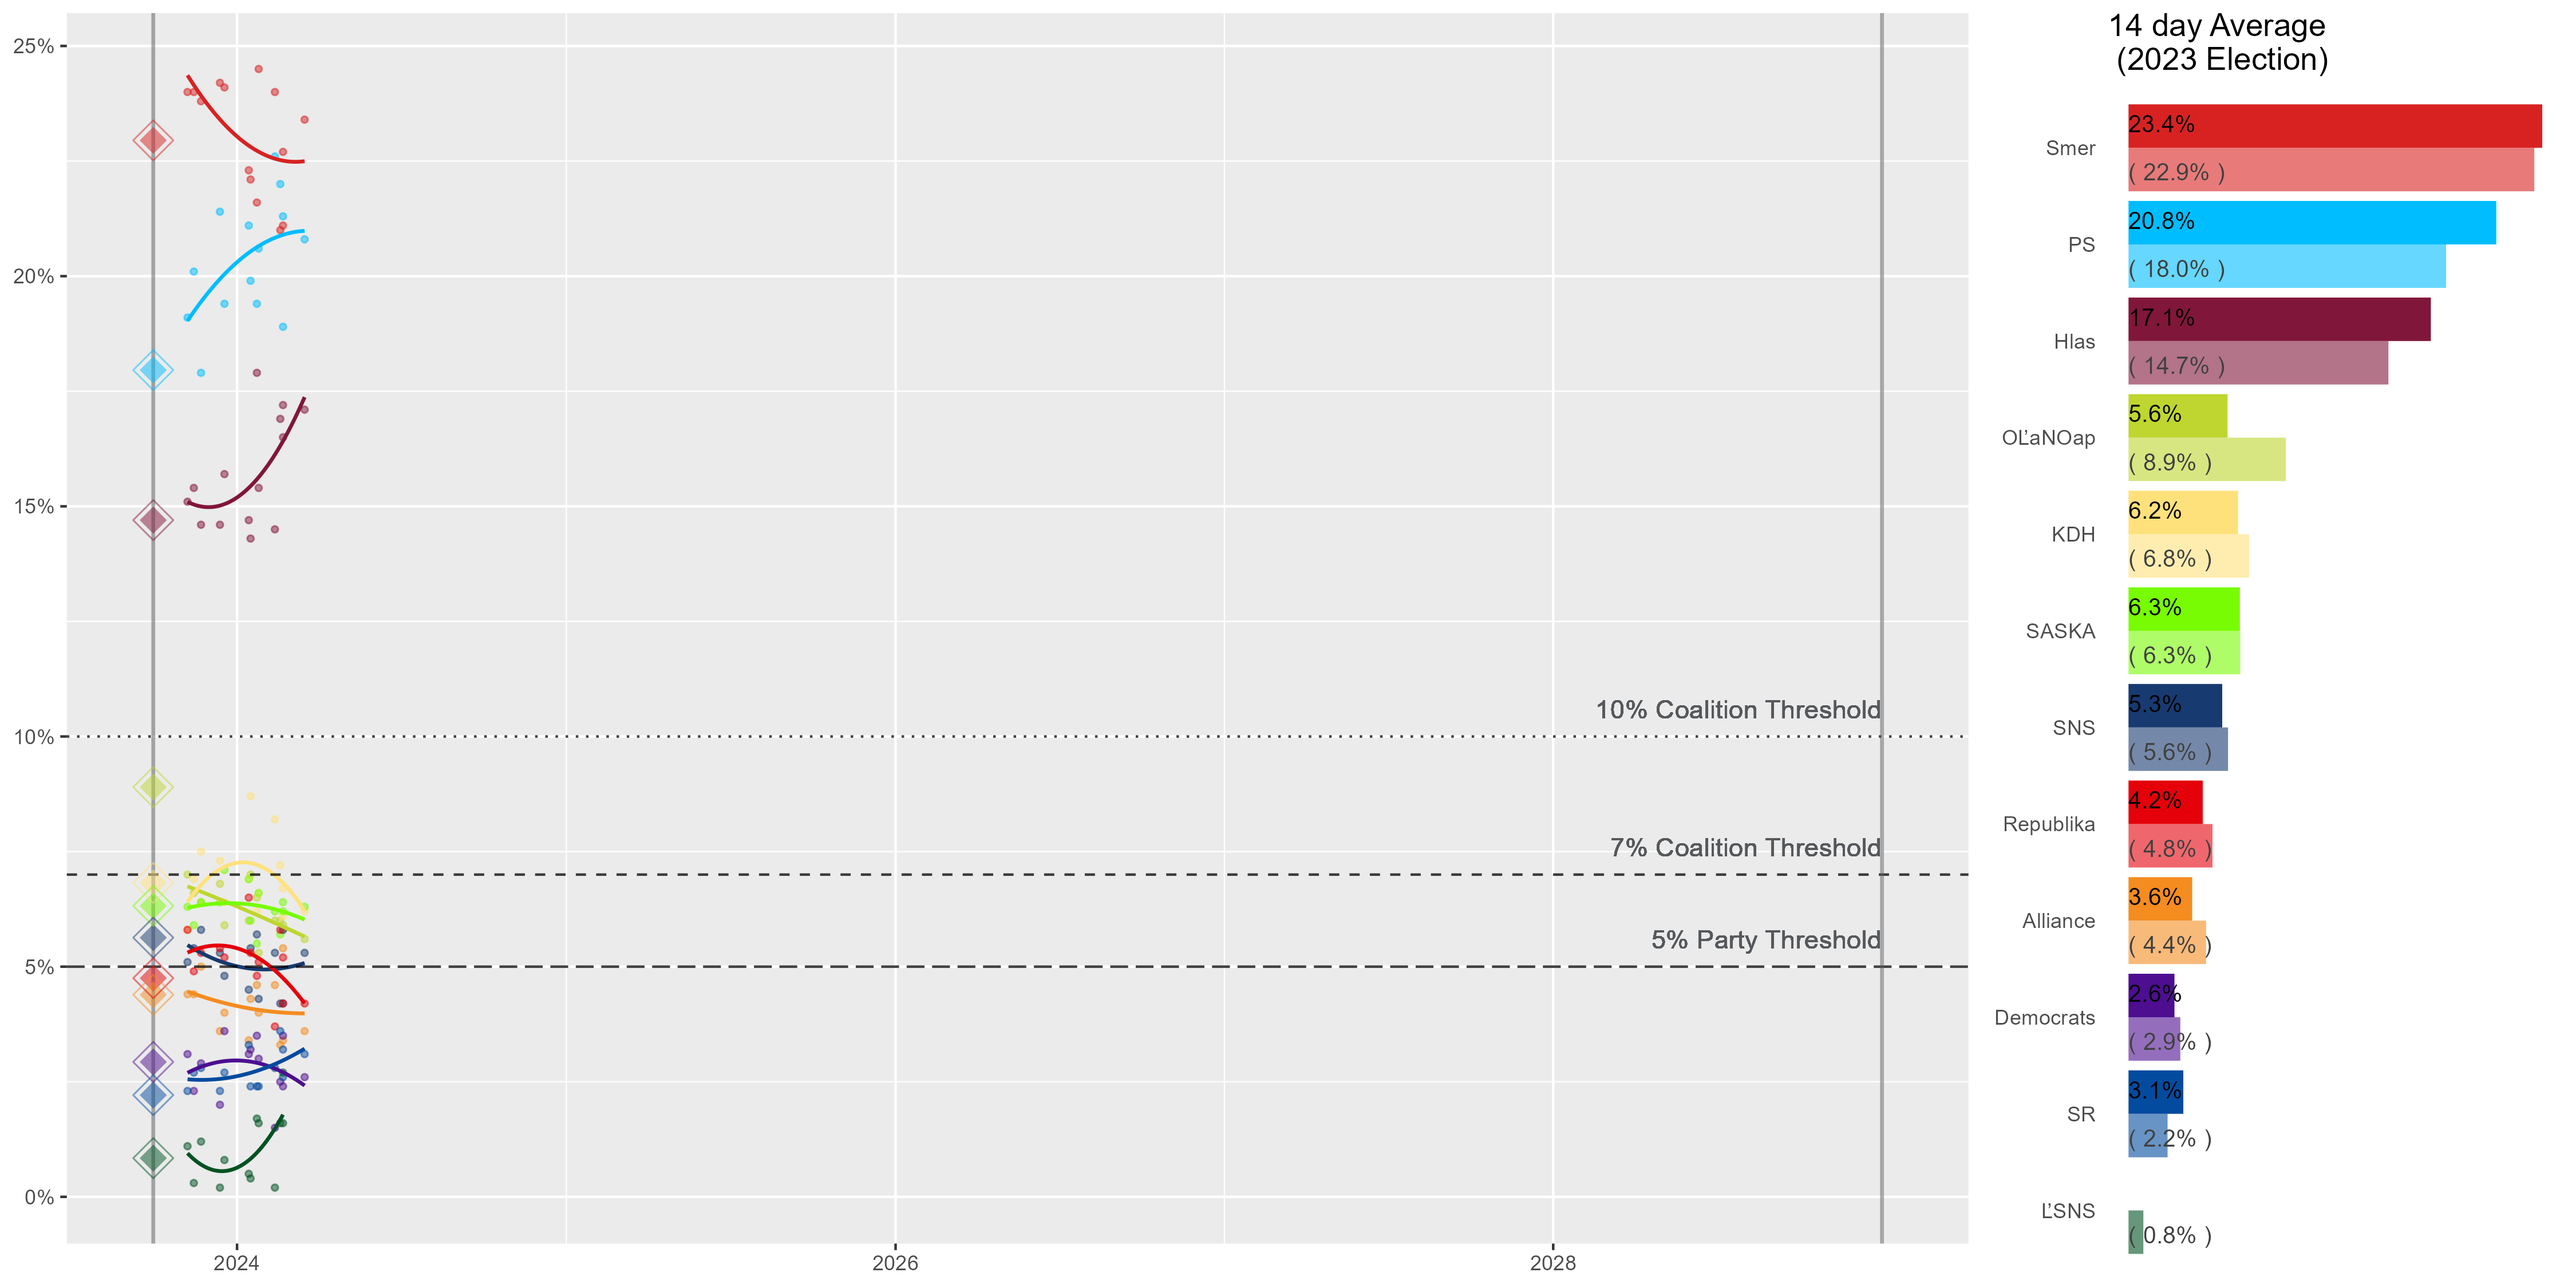 14 day Average
(2023 Election)
25%
20%
15%
10%
5%
0%
10% Coalition Threshold
7% Coalition Threshold
5% Party Threshold
2024
2026
2028
Smer
23.4%
( 22.9% )
PS
20.8%
( 18.0% )
Hlas
17.1%
( 14.7% )
OĽaNOap
5.6%
( 8.9% )
KDH
6.2%
( 6.8% )
SASKA
6.3%
( 6.3% )
SNS
5.3%
( 5.6% )
Republika
4.2%
( 4.8% )
Alliance
3.6%
( 4.4% )
Democrats
2.6%
( 2.9% )
SR
3.1%
( 2.2% )
ĽSNS
( 0.8% )